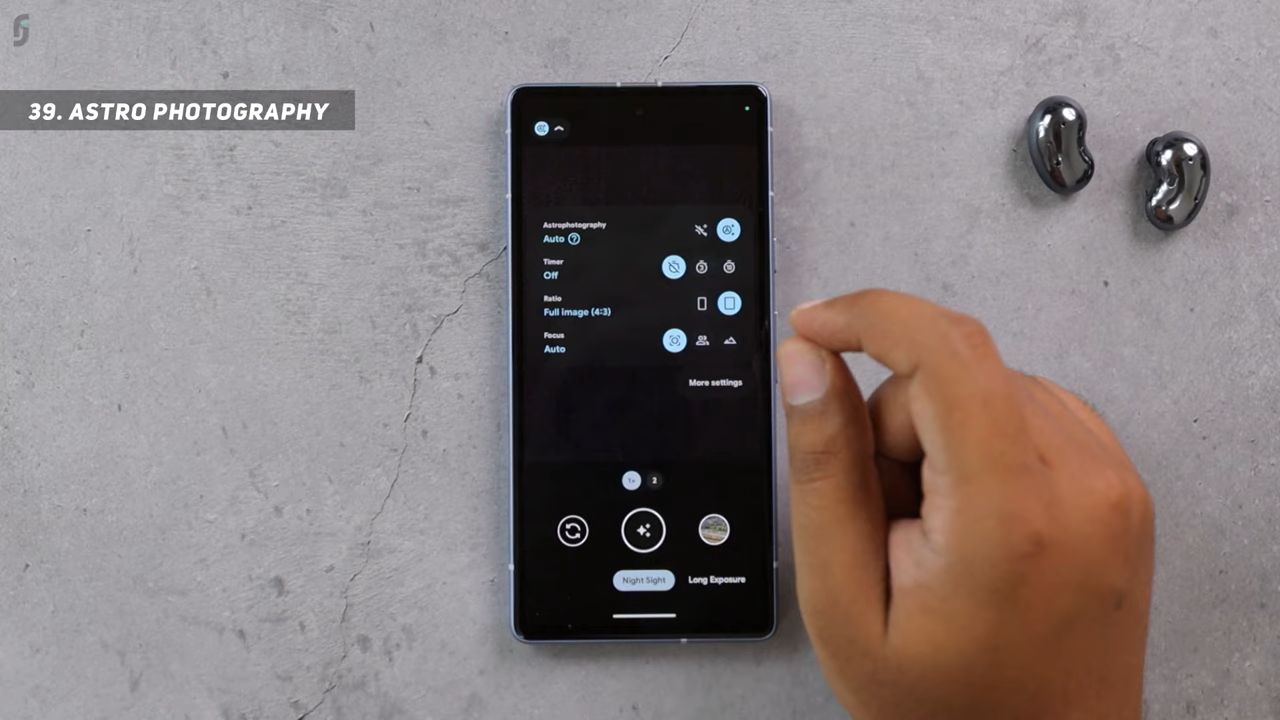 39. ASTRO PHOTOGRAPHY
Astrophotography
Auto
Timer
Off
Ratio
Full image (4:3)
Focus
Auto
More settings
1×
2
Night Sight
Long Exposure